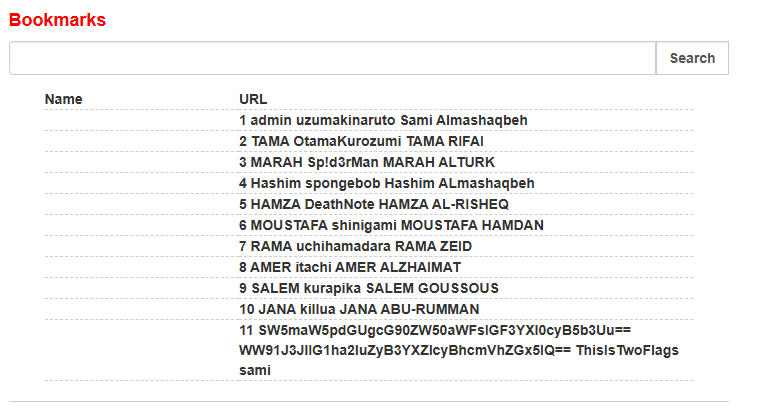 Bookmarks
Search
Name URL
1 admin uzumakinaruto Sami Almashaqbeh
2 TAMA OtamaKurozumi TAMA RIFAI
3 MARAH Sp!d3rMan MARAH ALTURK
4 Hashim spongebob Hashim ALmashaqbeh
5 HAMZA DeathNote HAMZA AL-RISHEQ
6 MOUSTAFA shinigami MOUSTAFA HAMDAN
7 RAMA uchihamadara RAMA ZEID
8 AMER itachi AMER ALZHAIMAT
9 SALEM kurapika SALEM GOUSSOUS
10 JANA killua JANA ABU-RUMMAN
11 SW5maW5pdGUgcG90ZW50aWFsIGF3YXI0cyB5b3Uu==
WW91J3JlIG1ha2luZyB3YXZlcyBhcmVhZGx5IQ== ThisIsTwoFlags
sami